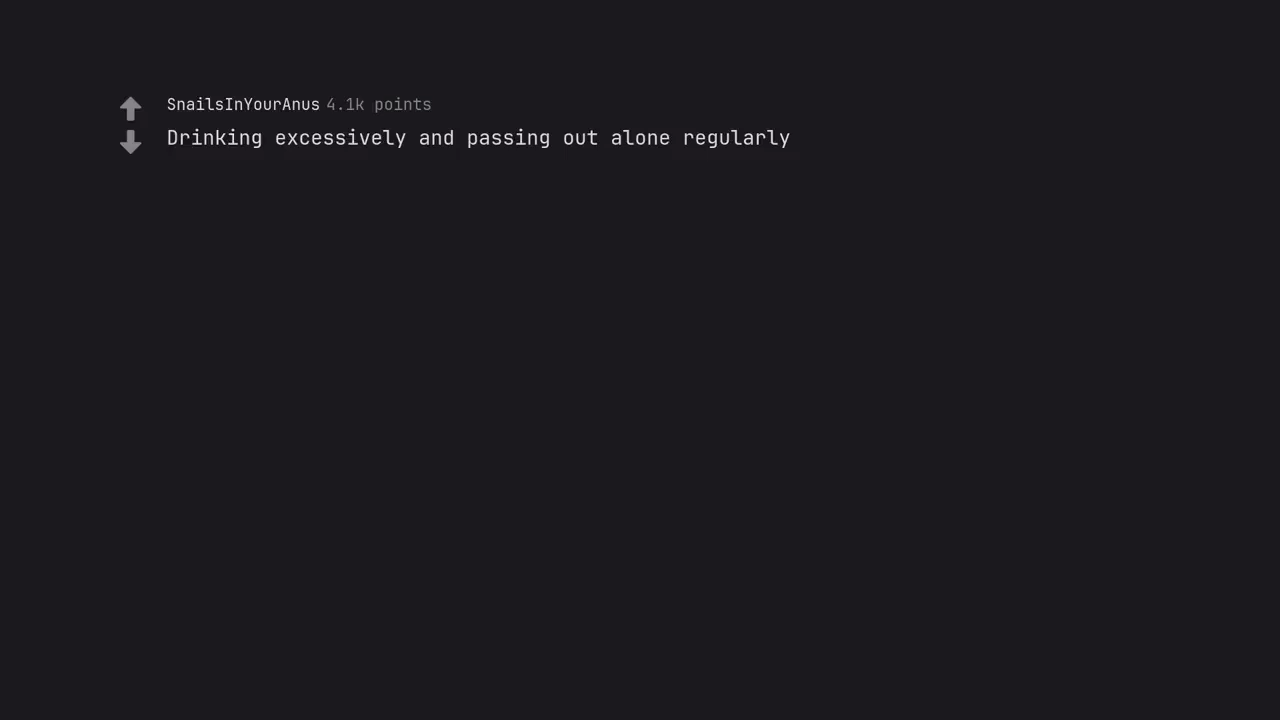 SnailsInYourAnus 4.1k points
Drinking excessively and passing out alone regularly